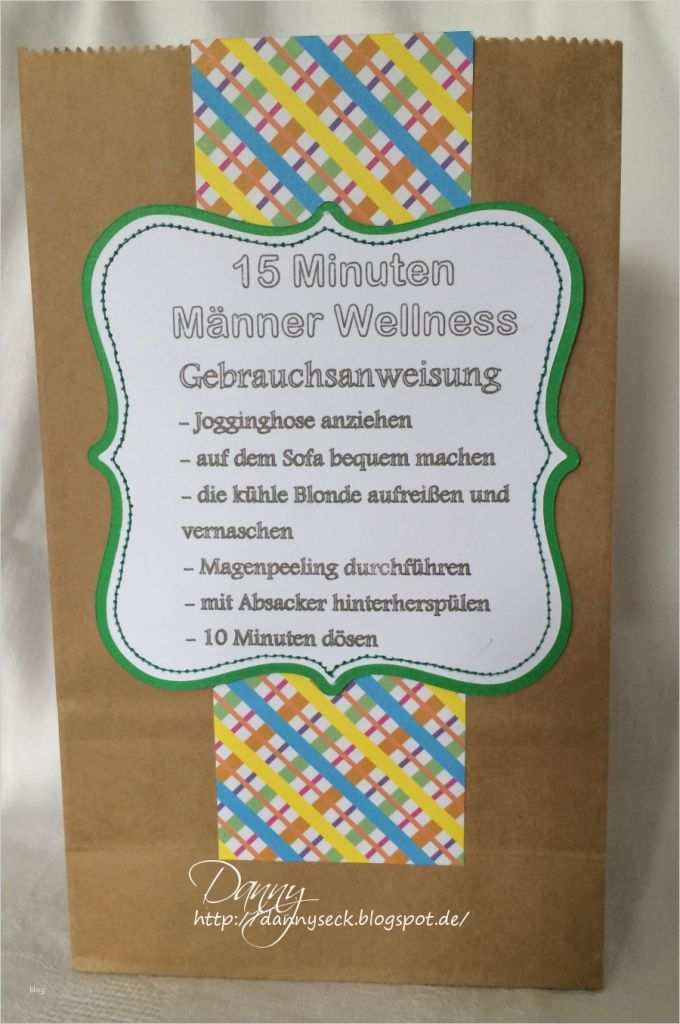 15 Minuten
Männer Wellness
Gebrauchsanweisung
– Jogginghose anziehen
– auf dem Sofa bequem machen
– die kühle Blonde aufreißen und
vernaschen
– Magenpeeling durchführen
– mit Absacker hinterherspülen
– 10 Minuten dösen
Danny
http://dannyseck.blogspot.de/
blog